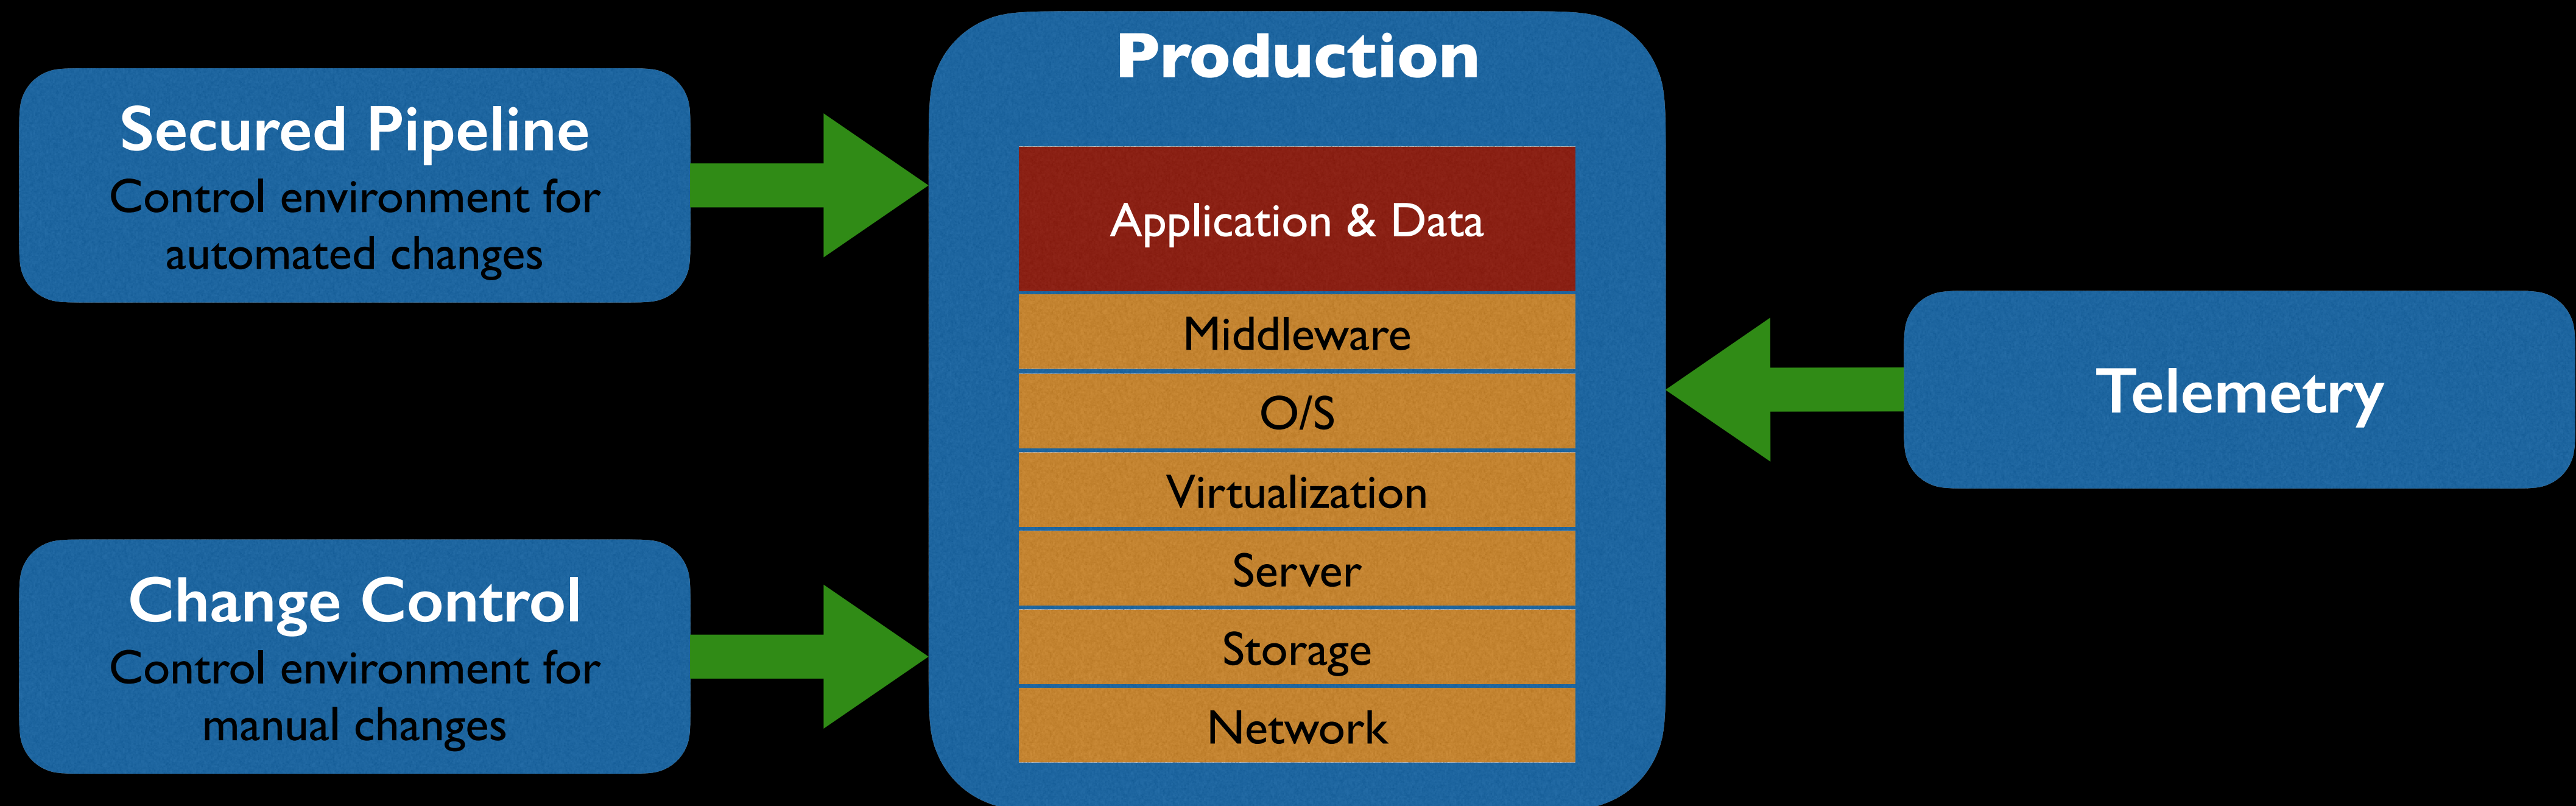 Secured Pipeline
Control environment for
automated changes
Change Control
Control environment for
manual changes
Production
Application & Data
Middleware
O/S
Virtualization
Server
Storage
Network
Telemetry